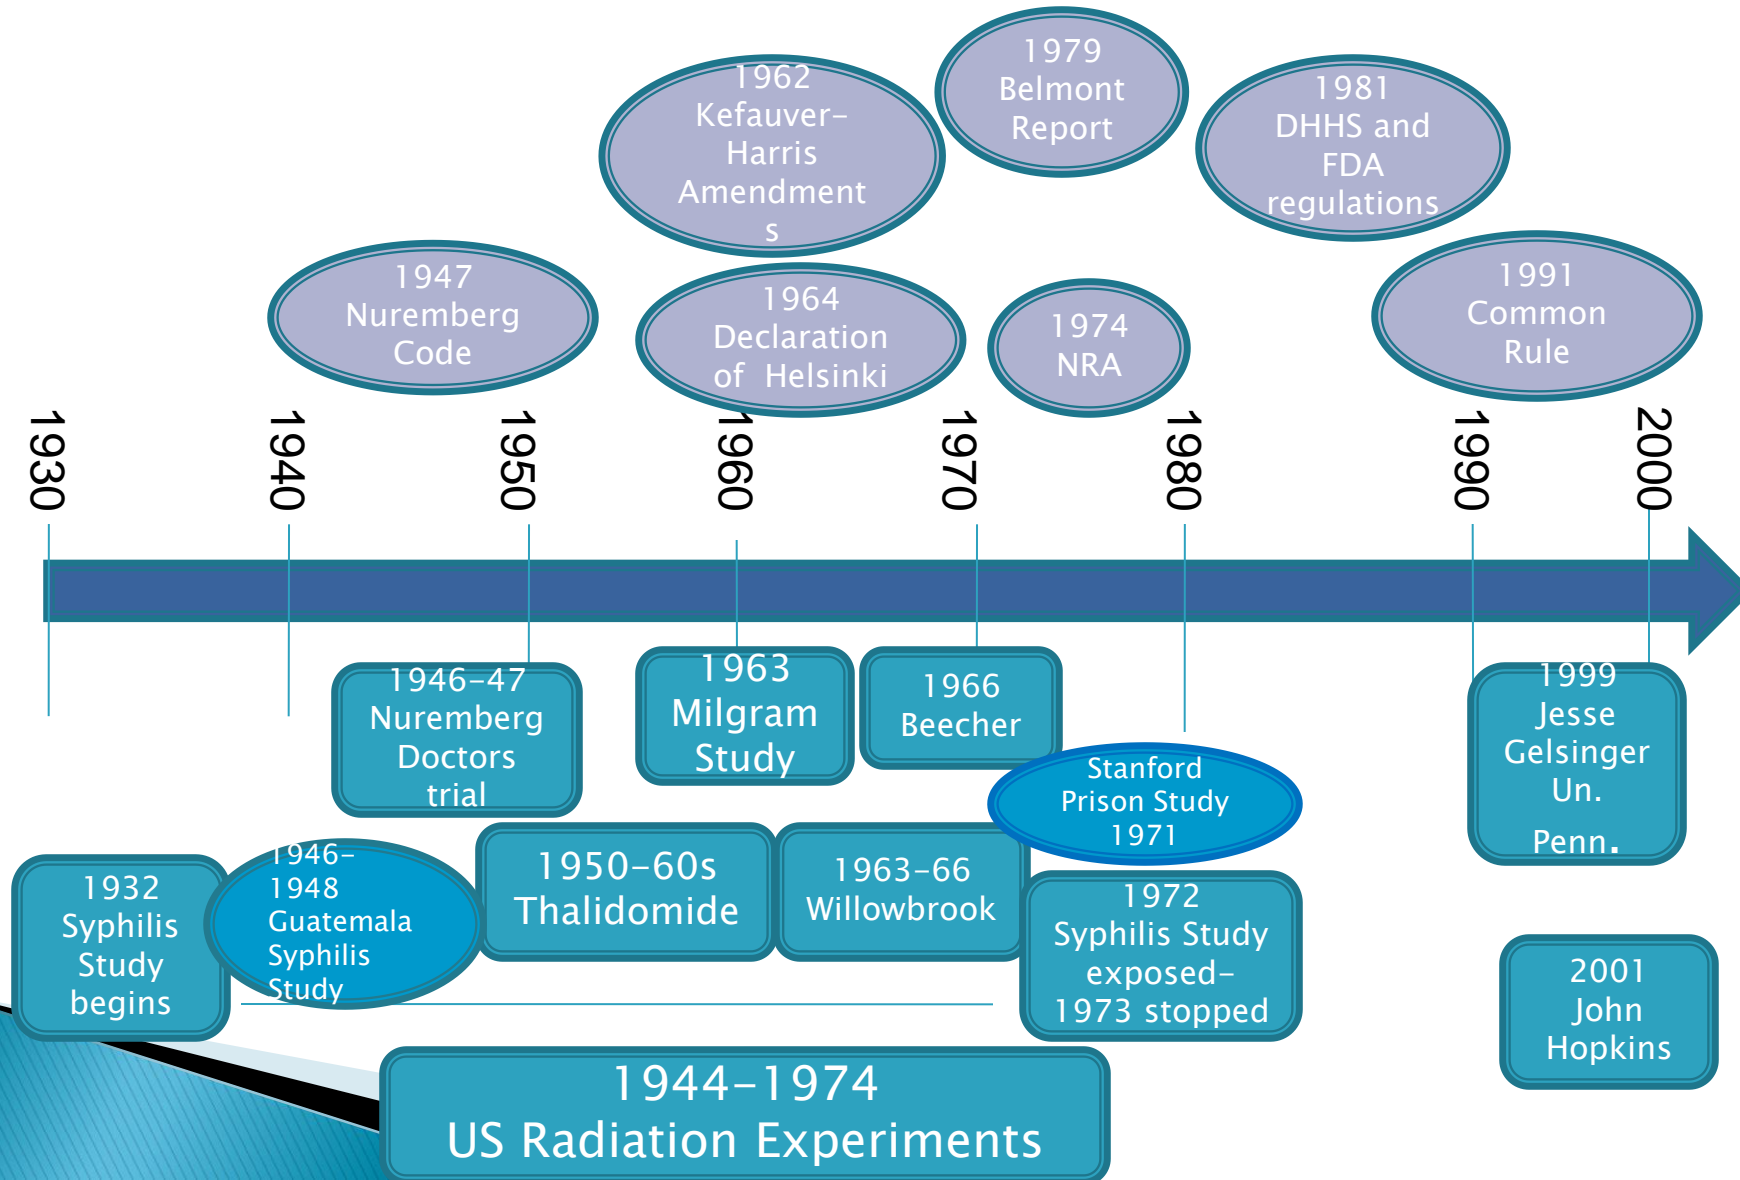 1979
Belmont
Report
1962
Kefauver-
Harris
Amendment
s
1981
DHHS and
FDA
regulations
1947
Nuremberg
Code
1964
Declaration
of Helsinki
1974
NRA
1991
Common
Rule
1930
1940
1950
1960
1970
1980
1990
2000
1946-47
Nuremberg
Doctors
trial
1963
Milgram
Study
1966
Beecher
1999
Jesse
Gelsinger
Un.
Penn.
Stanford
Prison Study
1971
1932
Syphilis
Study
begins
1946-
1948
Guatemala
Syphilis
Study
1950-60s
Thalidomide
1963-66
Willowbrook
1972
Syphilis Study
exposed-
1973 stopped
2001
John
Hopkins
1944-1974
US Radiation Experiments